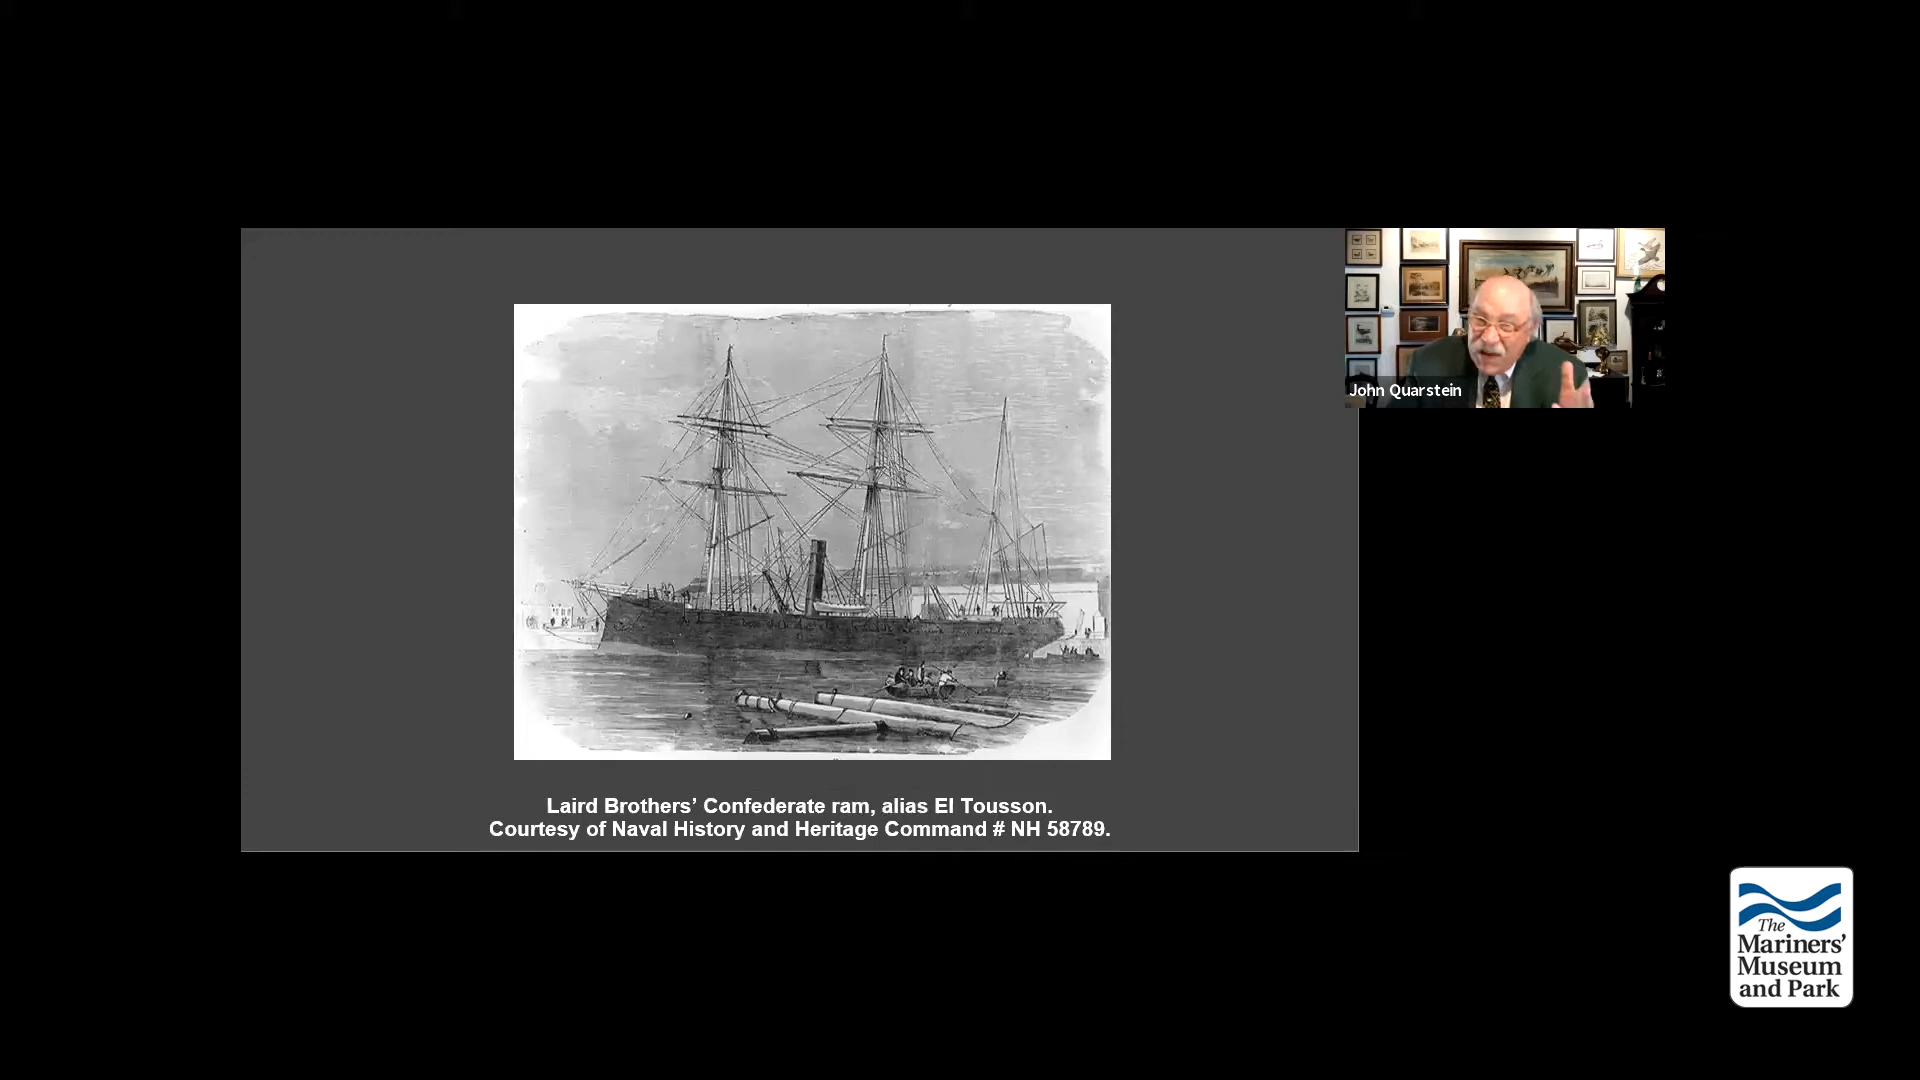 John Quarstein
Laird Brothers’ Confederate ram, alias El Tousson.
Courtesy of Naval History and Heritage Command # NH 58789.
The
Mariners’
Museum
and Park